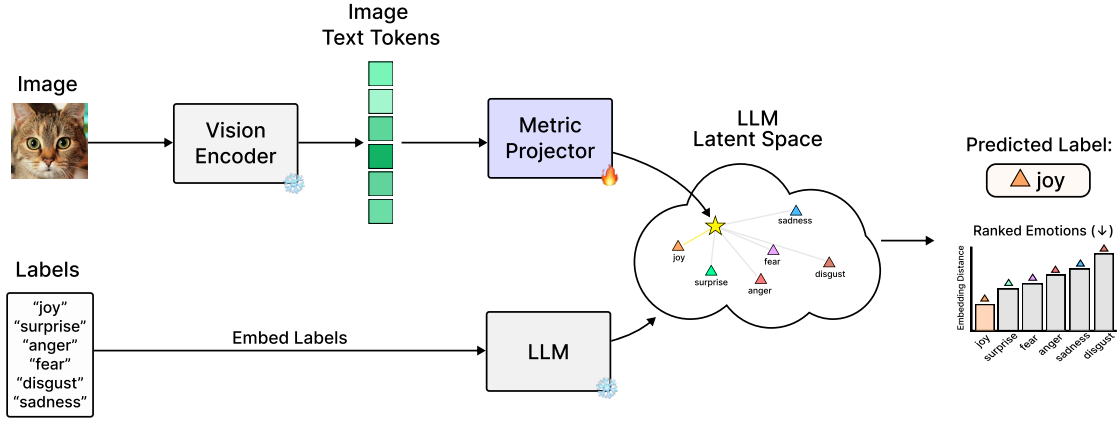 Image
Text Tokens
Image
Vision
Encoder
Metric
Projector
LLM
Latent Space
sadness
joy
fear
disgust
surprise
anger
Predicted Label:
joy
Ranked Emotions (↓)
Embedding Distance
joy
surprise
fear
anger
sadness
disgust
Labels
“joy”
“surprise”
“anger”
“fear”
“disgust”
“sadness”
Embed Labels
LLM